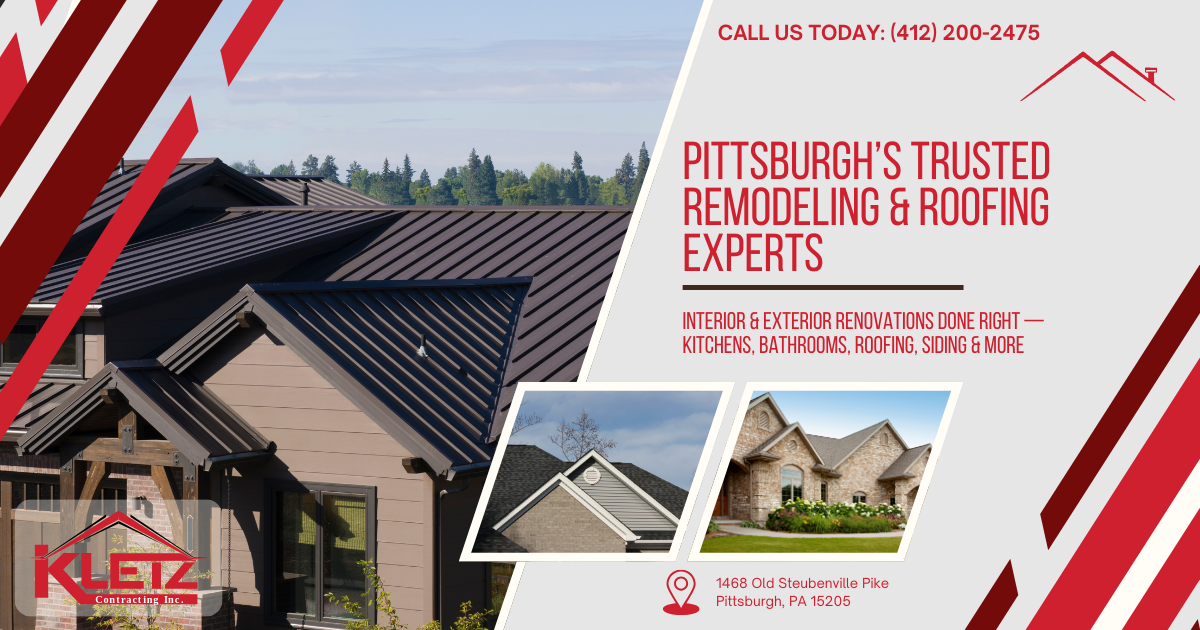 CALL US TODAY: (412) 200-2475
PITTSBURGH'S TRUSTED
REMODELING & ROOFING
EXPERTS
INTERIOR & EXTERIOR RENOVATIONS DONE RIGHT —
KITCHENS, BATHROOMS, ROOFING, SIDING & MORE
KLETZ
Contracting Inc.
1468 Old Steubenville Pike
Pittsburgh, PA 15205